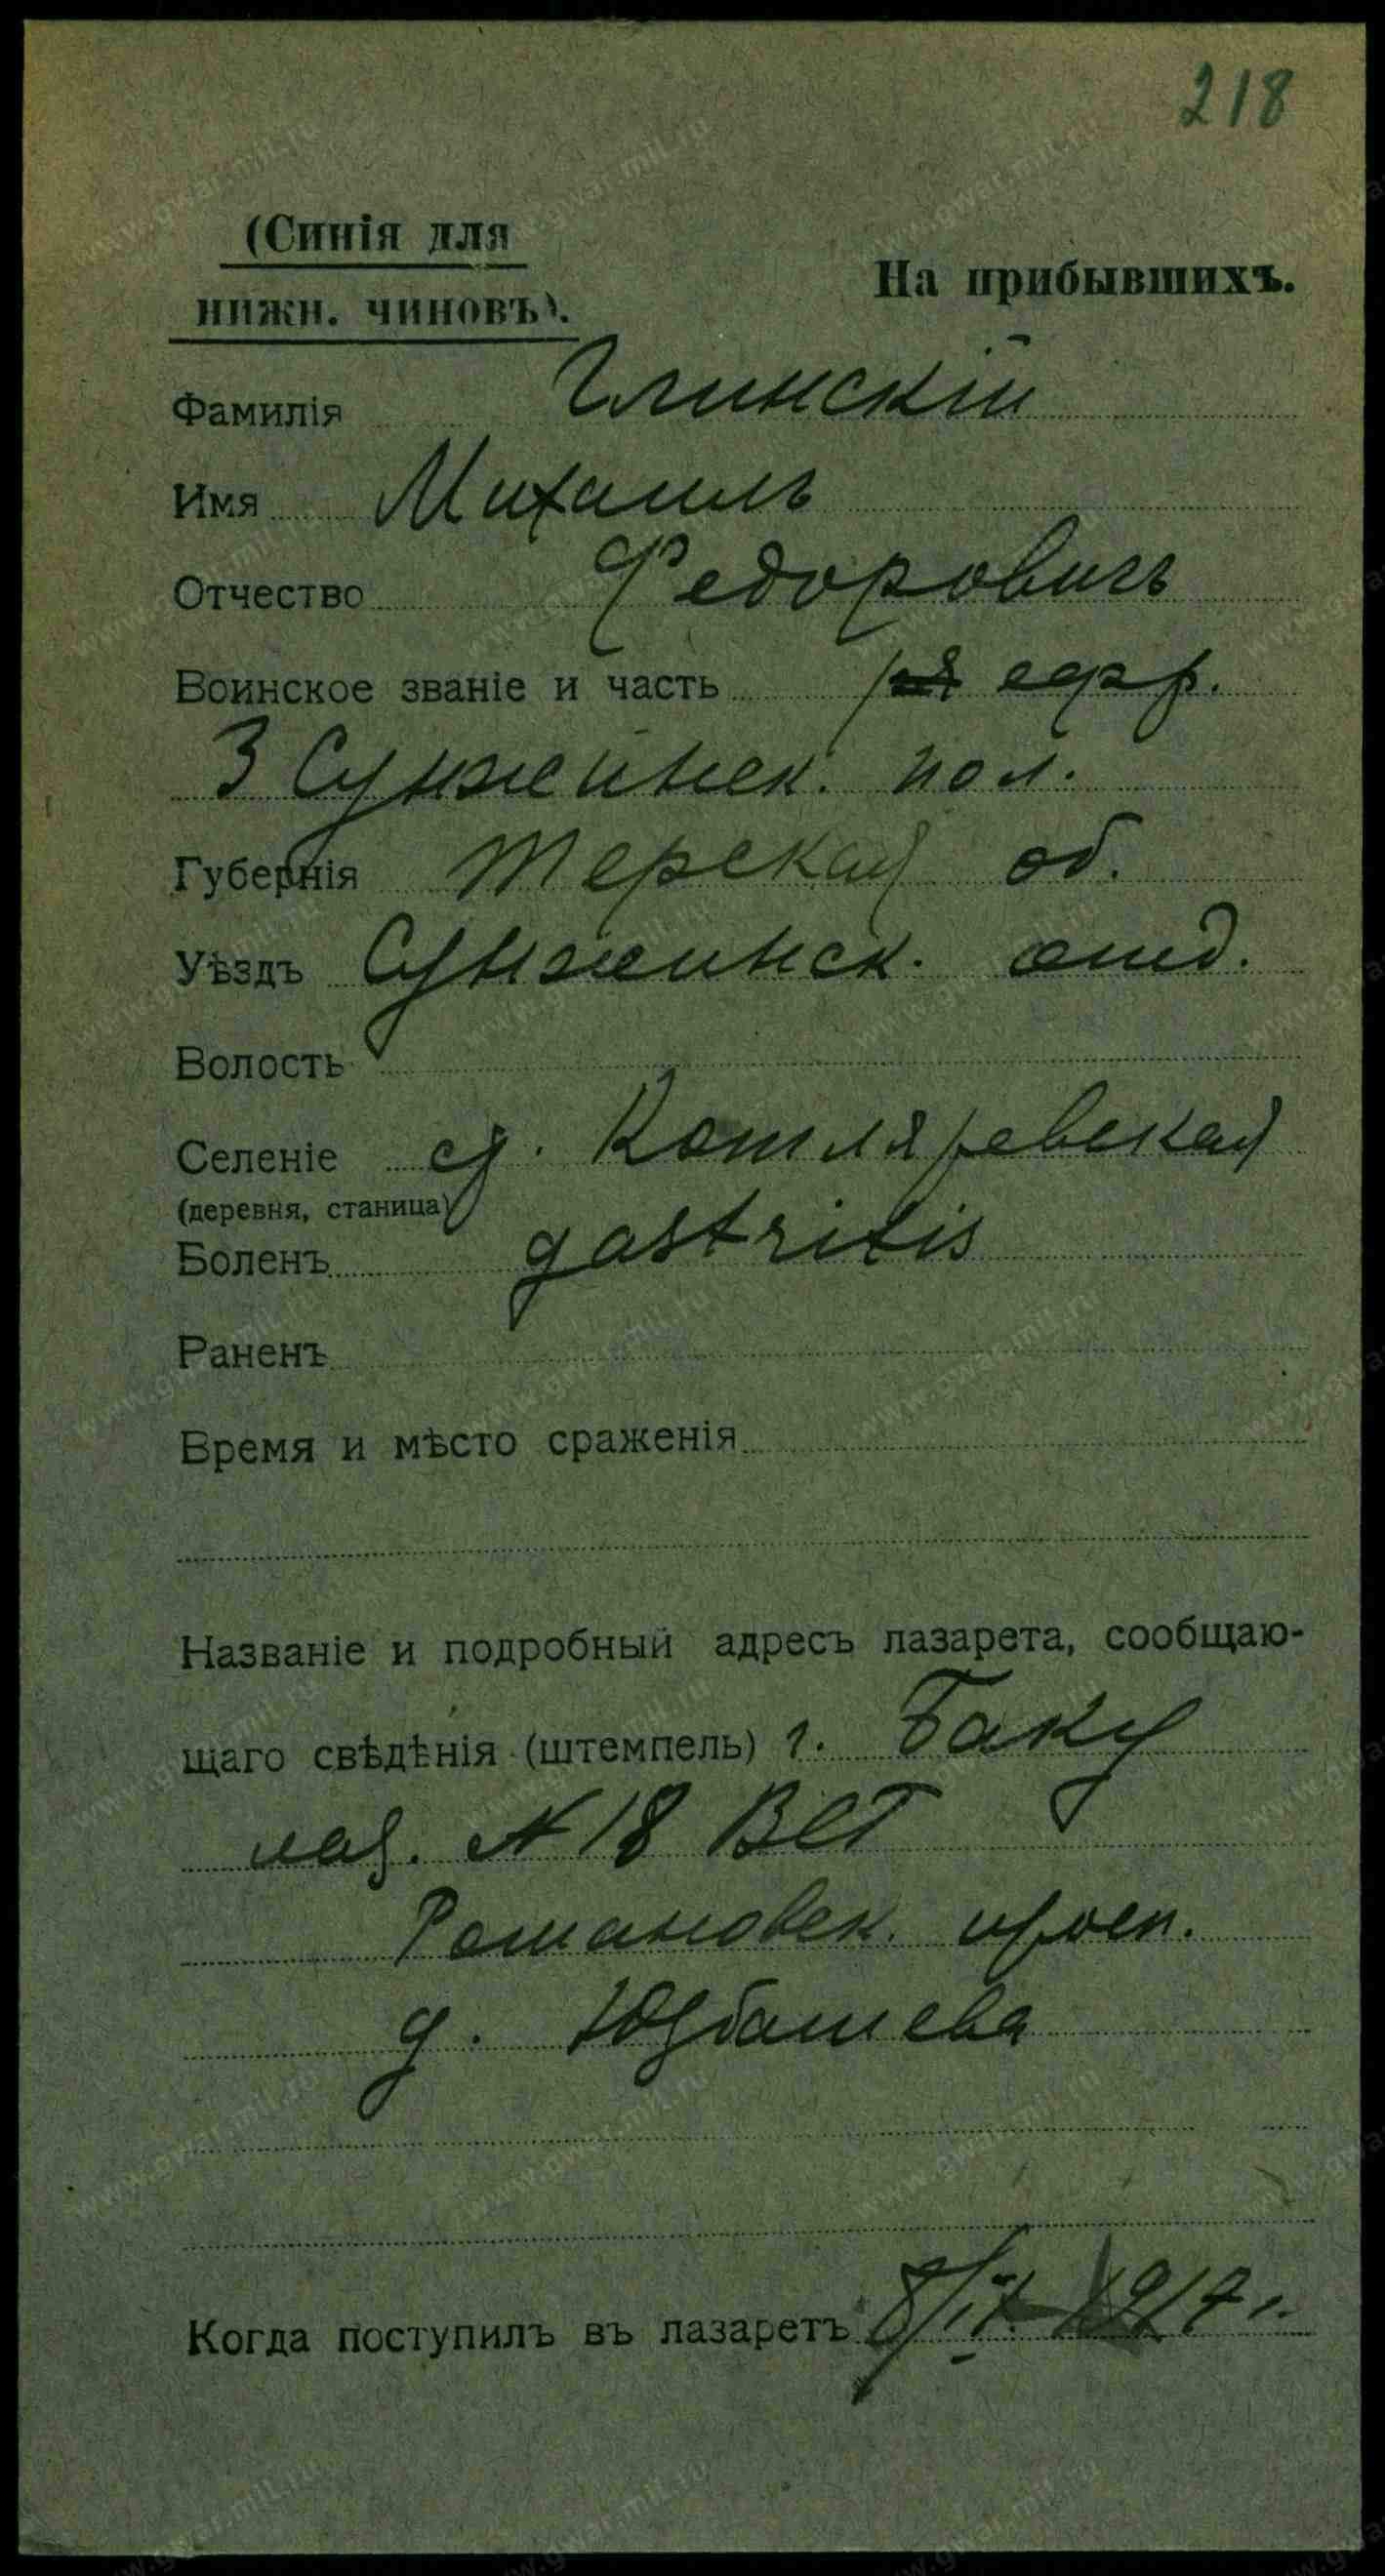 218
(Синія для
нижн. чиновъ).
На прибывшихъ.
Фамилія Глинскій
Имя Михаилъ
Отчество Федоровичъ
Воинское званіе и часть ефр.
3 Сунженск. пол.
Губернія Терская об.
Уѣздъ Сунженск. отд.
Волость
Селеніе ст. Котляревская
(деревня, станица)
Боленъ gastritis
Раненъ
Время и мѣсто сраженія
Названіе и подробный адресъ лазарета, сообщаю-
щаго свѣдѣнія (штемпель) г. Баку
лаз. № 18 ВСГ
Романовск. просп.
д. Юзбашева
Когда поступилъ въ лазаретъ 1917 г.